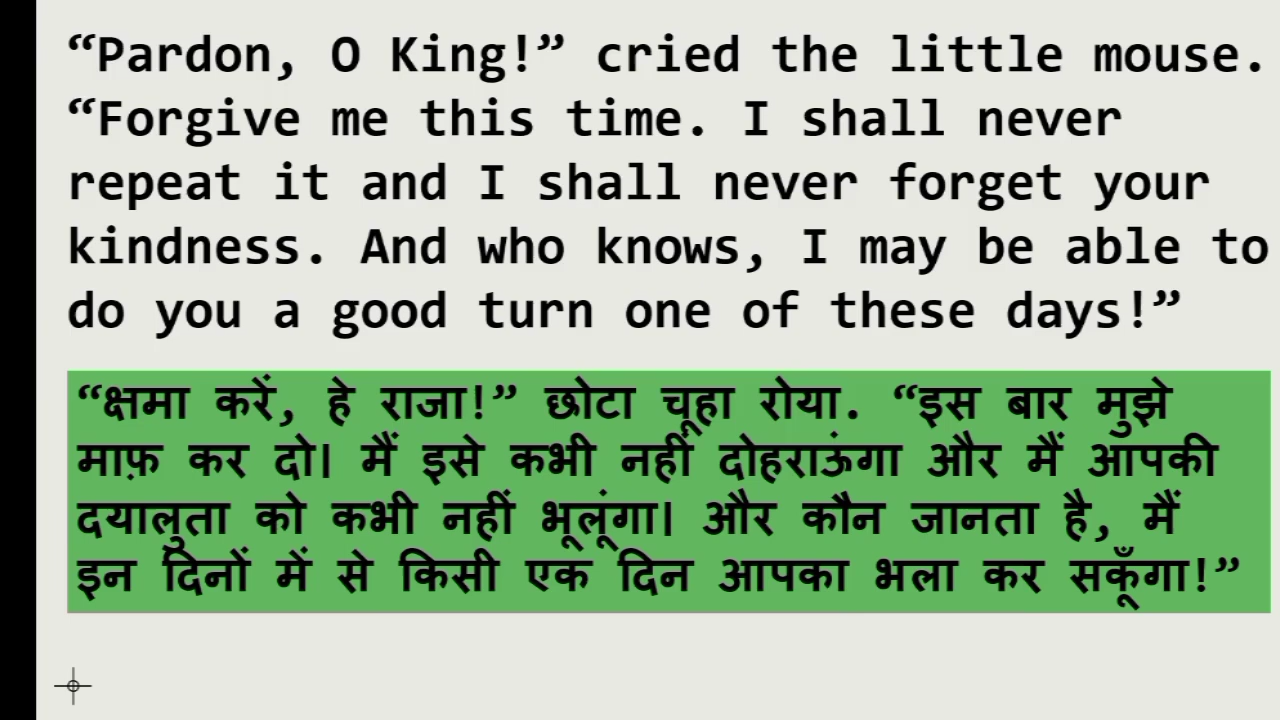 “Pardon, O King!” cried the little mouse.
“Forgive me this time. I shall never
repeat it and I shall never forget your
kindness. And who knows, I may be able to
do you a good turn one of these days!”
“क्षमा करें, हे राजा!” छोटा चूहा रोया. “इस बार मुझे
माफ़ कर दो। मैं इसे कभी नहीं दोहराऊंगा और मैं आपकी
दयालुता को कभी नहीं भूलूंगा। और कौन जानता है, मैं
इन दिनों में से किसी एक दिन आपका भला कर सकूँगा!”